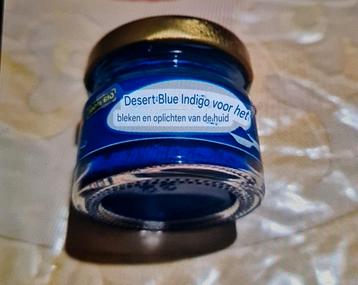 Desert Blue Indigo voor het
bleken en oplichten van de huid